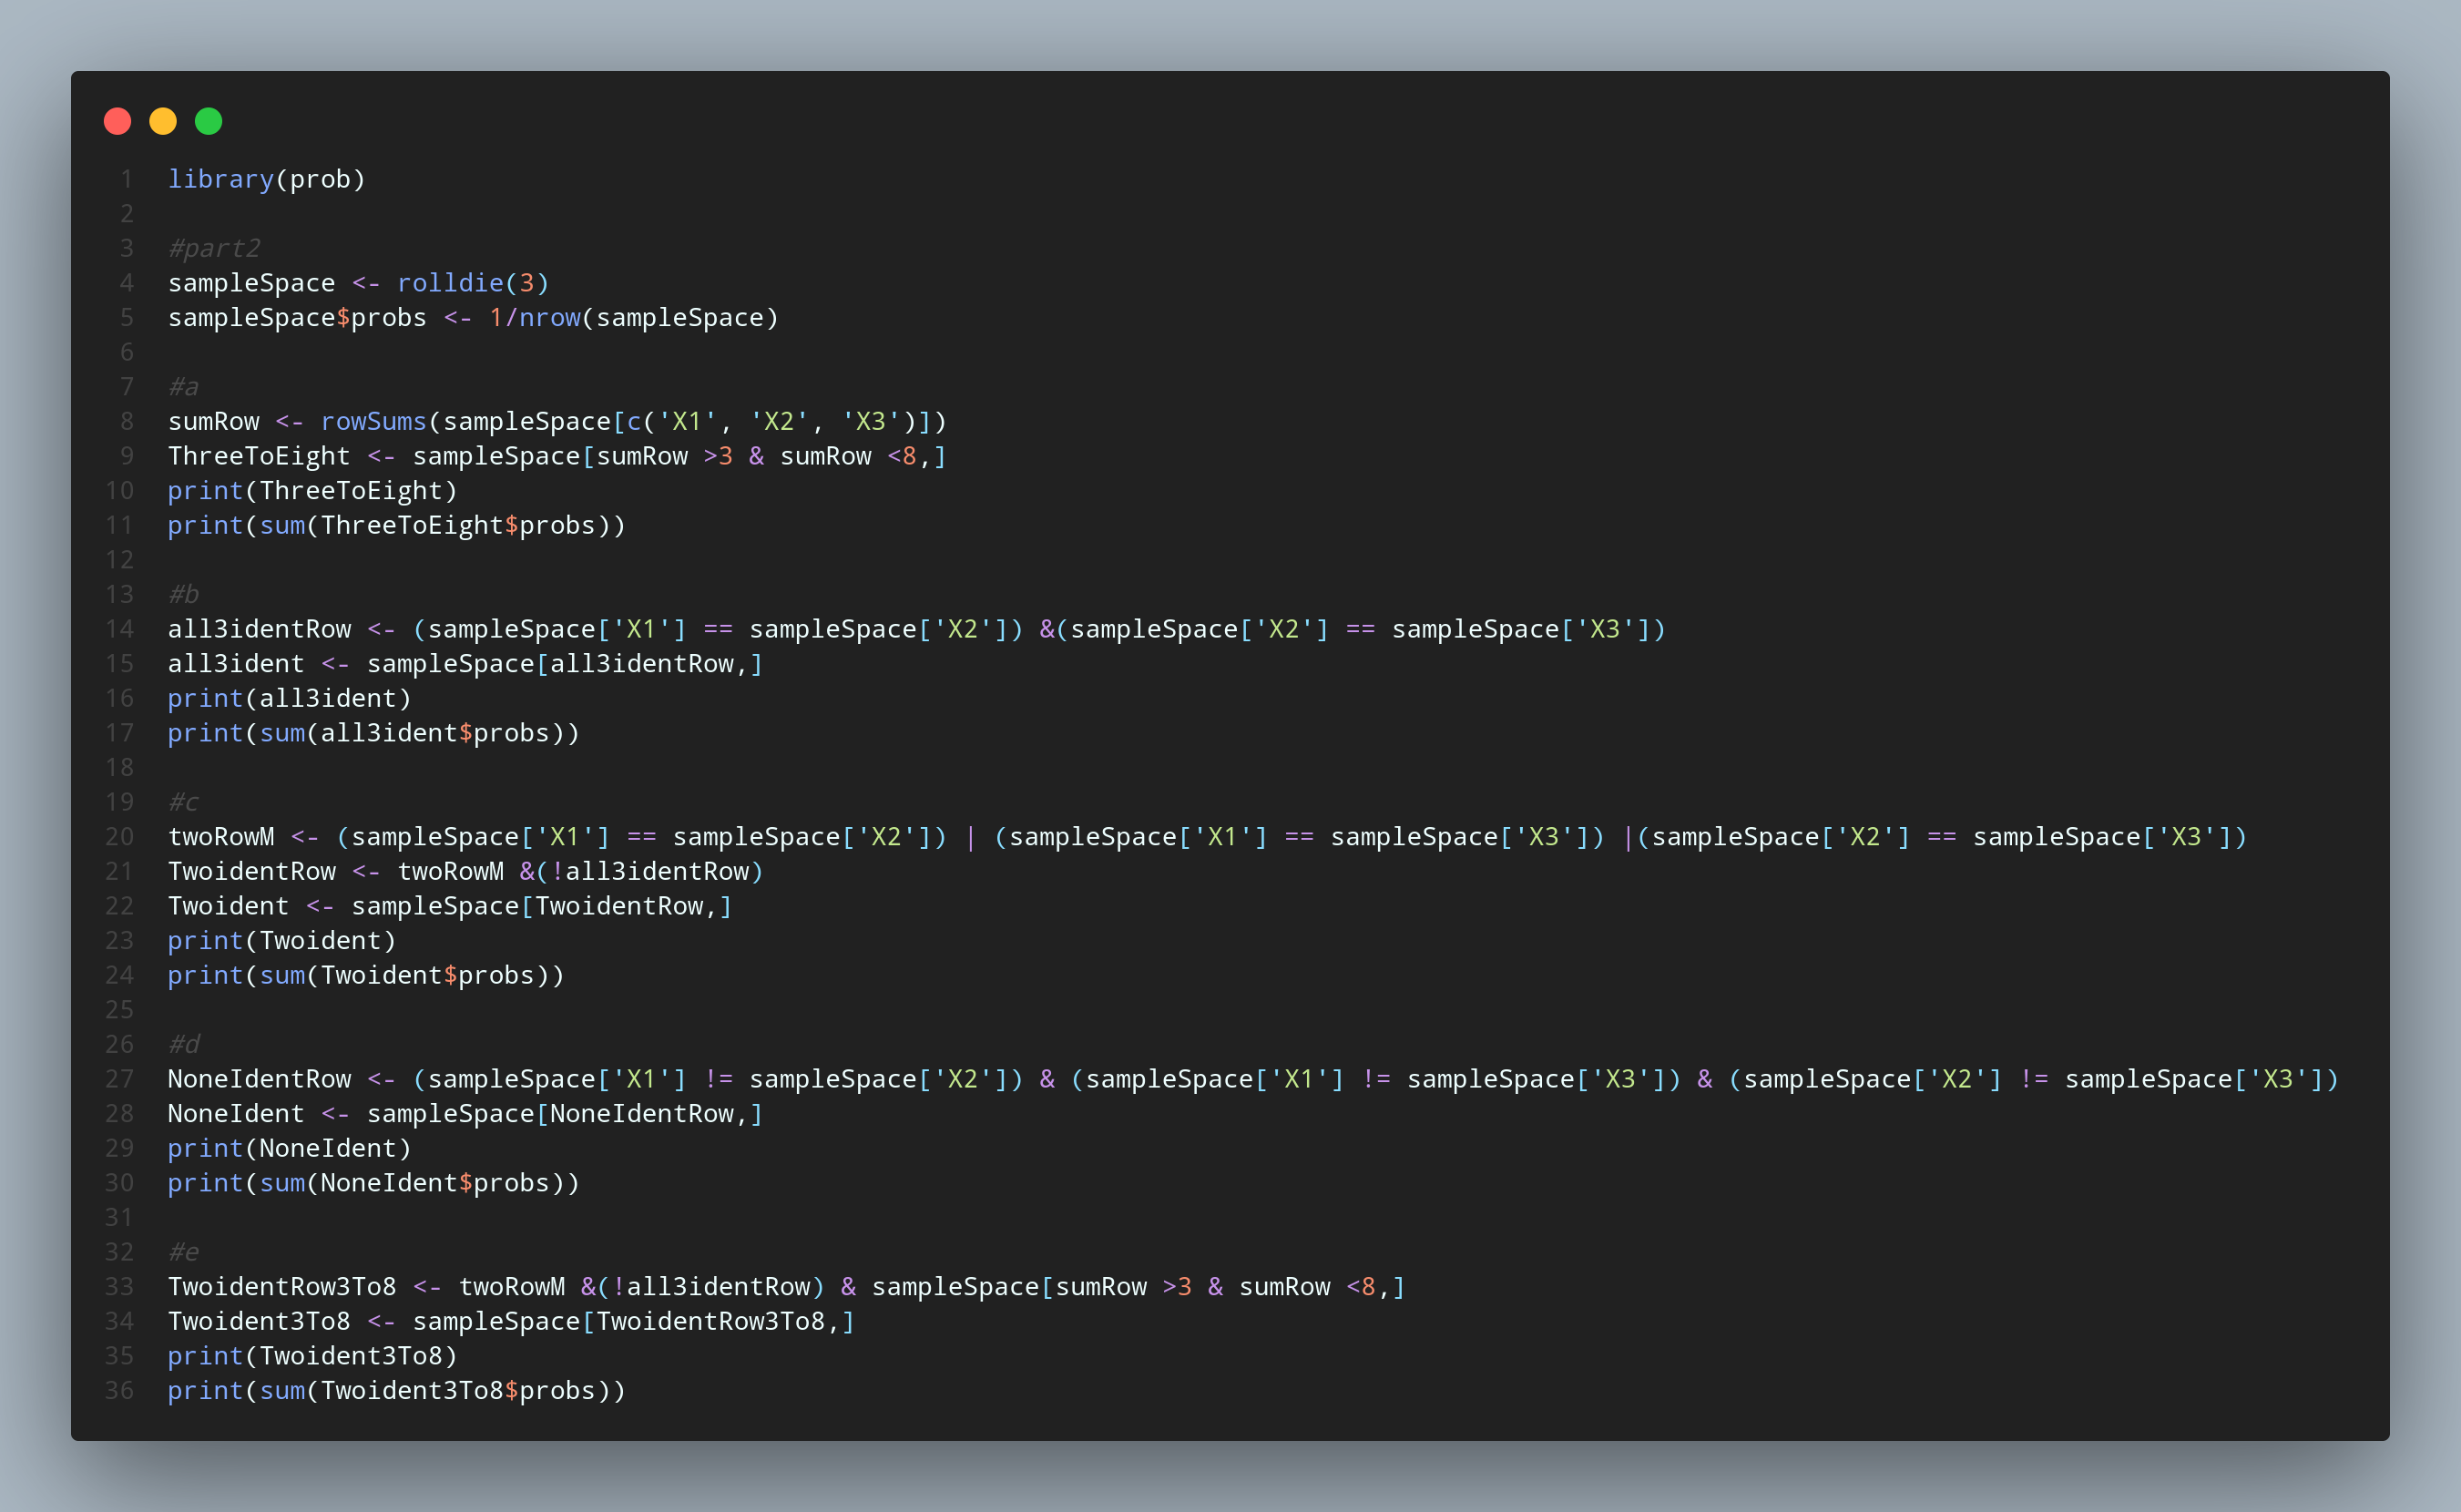 1 library(prob)
2
3 #part2
4 sampleSpace <- rolldie(3)
5 sampleSpace$probs <- 1/nrow(sampleSpace)
6
7 #a
8 sumRow <- rowSums(sampleSpace[c('X1', 'X2', 'X3')])
9 ThreeToEight <- sampleSpace[sumRow >3 & sumRow <8,]
10 print(ThreeToEight)
11 print(sum(ThreeToEight$probs))
12
13 #b
14 all3identRow <- (sampleSpace['X1'] == sampleSpace['X2']) &(sampleSpace['X2'] == sampleSpace['X3'])
15 all3ident <- sampleSpace[all3identRow,]
16 print(all3ident)
17 print(sum(all3ident$probs))
18
19 #c
20 twoRowM <- (sampleSpace['X1'] == sampleSpace['X2']) | (sampleSpace['X1'] == sampleSpace['X3']) |(sampleSpace['X2'] == sampleSpace['X3'])
21 TwoidentRow <- twoRowM &(!all3identRow)
22 Twoident <- sampleSpace[TwoidentRow,]
23 print(Twoident)
24 print(sum(Twoident$probs))
25
26 #d
27 NoneIdentRow <- (sampleSpace['X1'] != sampleSpace['X2']) & (sampleSpace['X1'] != sampleSpace['X3']) & (sampleSpace['X2'] != sampleSpace['X3'])
28 NoneIdent <- sampleSpace[NoneIdentRow,]
29 print(NoneIdent)
30 print(sum(NoneIdent$probs))
31
32 #e
33 TwoidentRow3To8 <- twoRowM &(!all3identRow) & sampleSpace[sumRow >3 & sumRow <8,]
34 Twoident3To8 <- sampleSpace[TwoidentRow3To8,]
35 print(Twoident3To8)
36 print(sum(Twoident3To8$probs))